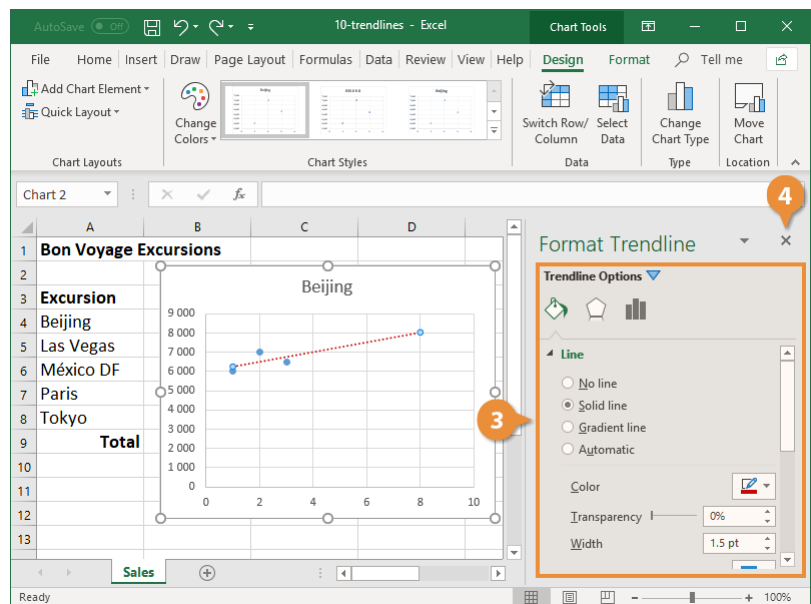 AutoSave Off 10-trendlines - Excel Chart Tools
File Home Insert Draw Page Layout Formulas Data Review View Help Design Format Tell me
Add Chart Element
Quick Layout
Change Colors
Switch Row/ Column
Select Data
Change Chart Type
Move Chart
Chart Layouts Chart Styles Data Type Location
Chart 2 fx
4
A B C D
1 Bon Voyage Excursions
2
3 Excursion
4 Beijing
5 Las Vegas
6 México DF
7 Paris
8 Tokyo
9 Total
10
11
12
13
Beijing
9 000
8 000
7 000
6 000
5 000
4 000
3 000
2 000
1 000
0
0 2 4 6 8 10
Format Trendline
Trendline Options
Line
No line
Solid line
3
Gradient line
Automatic
Color
Transparency 0%
Width 1.5 pt
Sales
Ready 100%